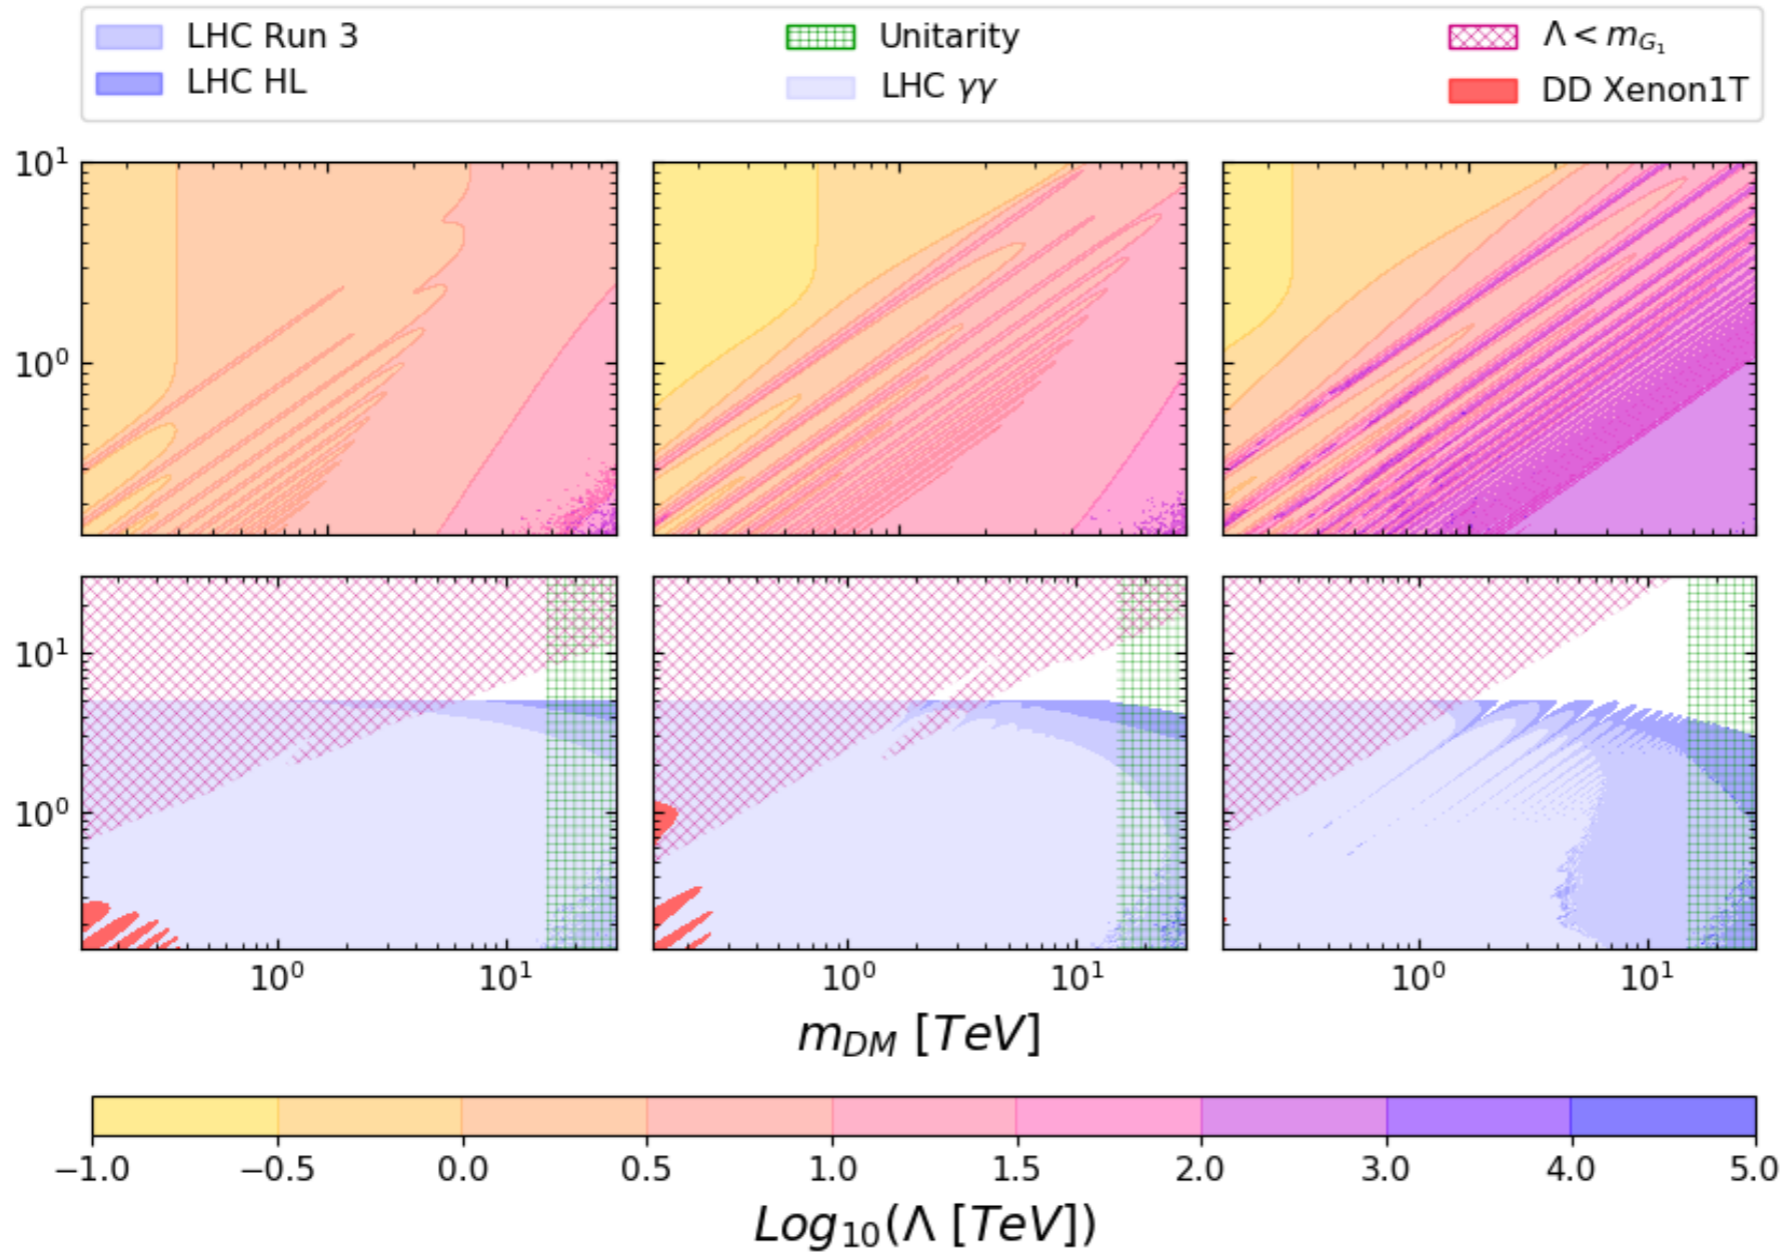 LHC Run 3 Unitarity Λ < m_{G_1}
LHC HL LHC γγ DD Xenon1T
10^1
10^0
10^1
10^0
10^0 10^1 10^0 10^1 10^0 10^1
m_{DM} [TeV]
−1.0 −0.5 0.0 0.5 1.0 1.5 2.0 3.0 4.0 5.0
Log_{10}(Λ [TeV])